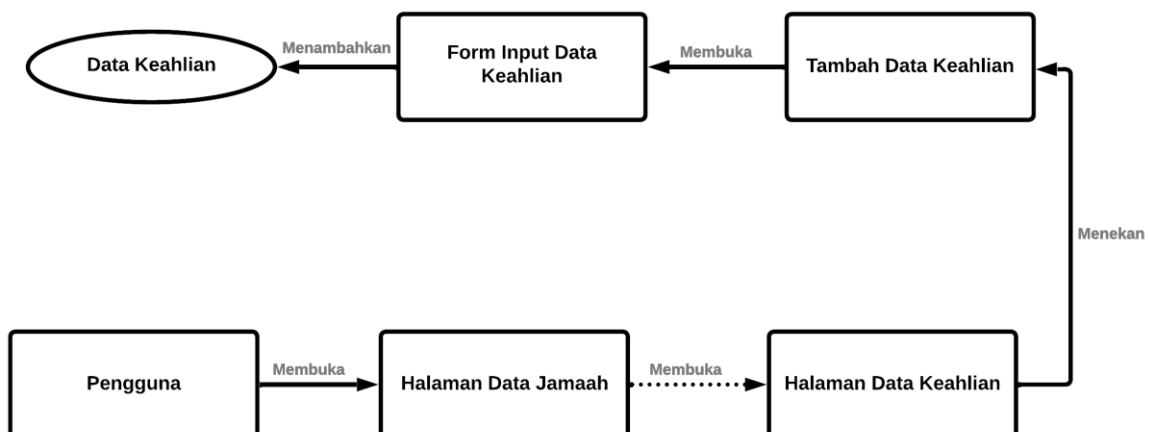 Data Keahlian
Menambahkan
Form Input Data
Keahlian
Membuka
Tambah Data Keahlian
Menekan
Pengguna
Membuka
Halaman Data Jamaah
Membuka
Halaman Data Keahlian